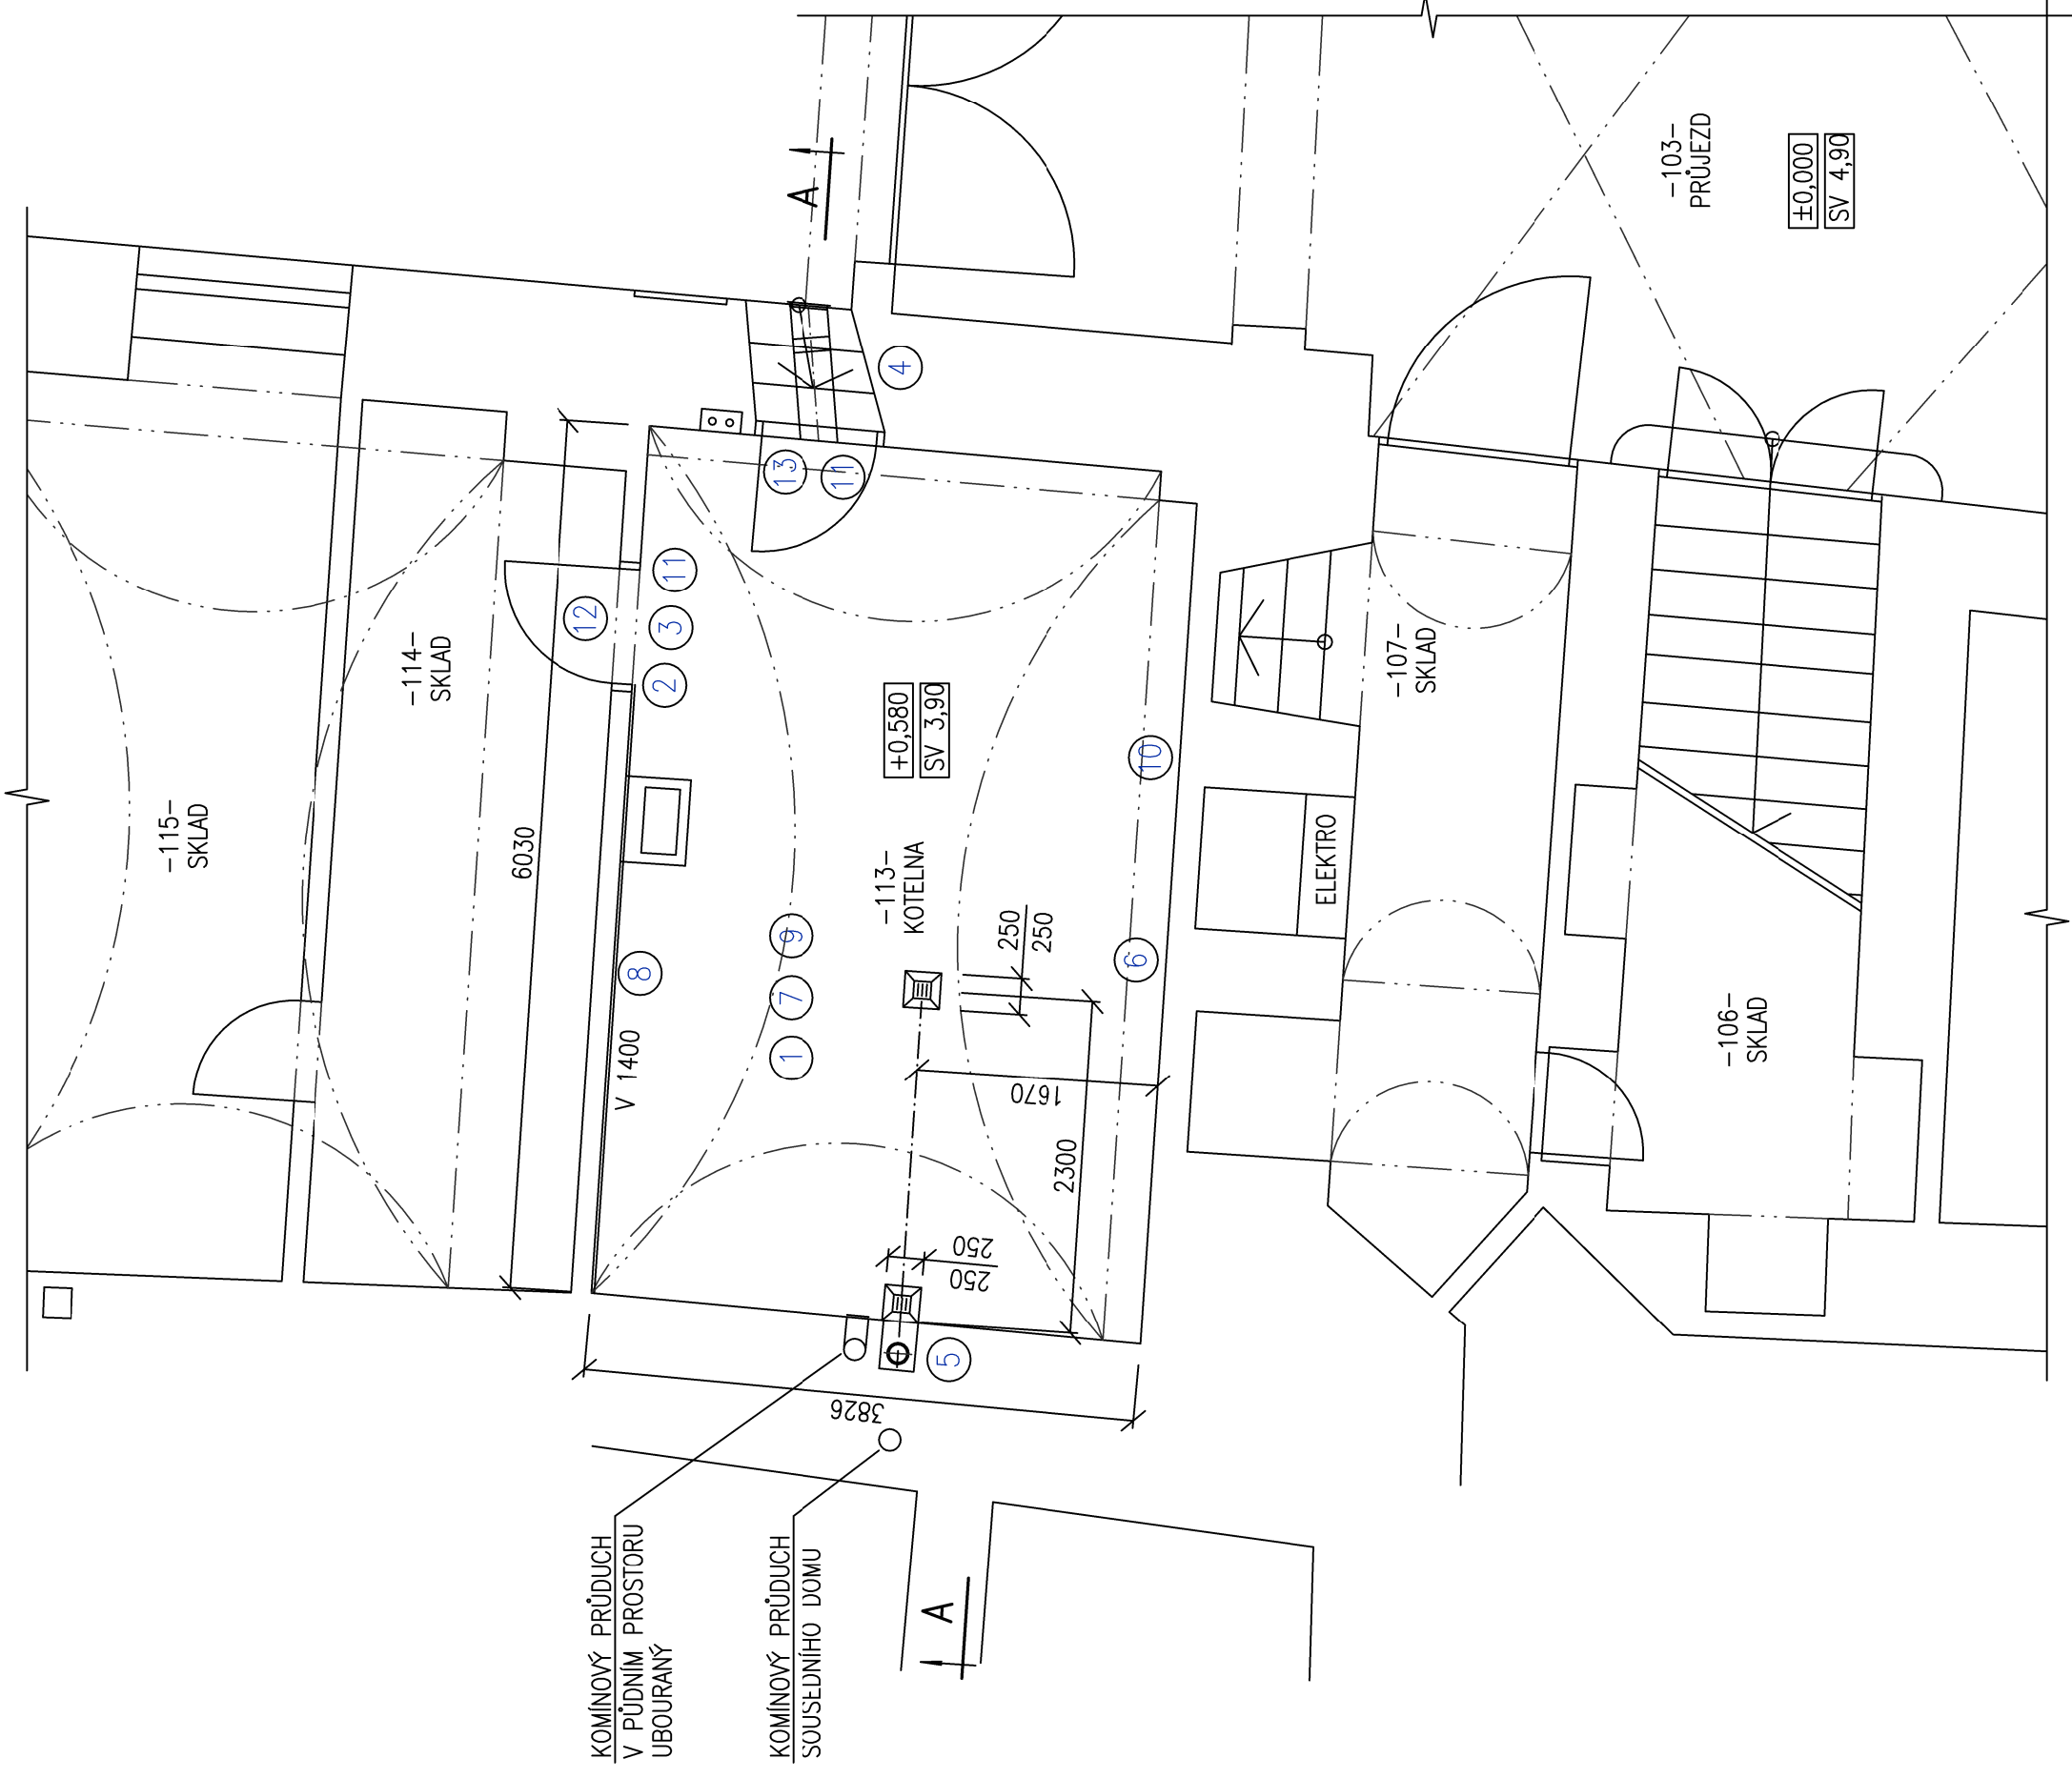 -115-
SKLAD
-114-
SKLAD
6030
V 1400
12
13
11
4
2
3
11
8
1
7
9
+0,580
SV 3,90
-113-
KOTELNA
250
250
1670
2300
250
250
3826
5
6
10
A
-103-
PRŮJEZD
±0,000
SV 4,90
-107-
SKLAD
ELEKTRO
-106-
SKLAD
KOMÍNOVÝ PRŮDUCH
V PŮDNÍM PROSTORU
UBOURANÝ
KOMÍNOVÝ PRŮDUCH
SOUSEDNÍHO DOMU
A